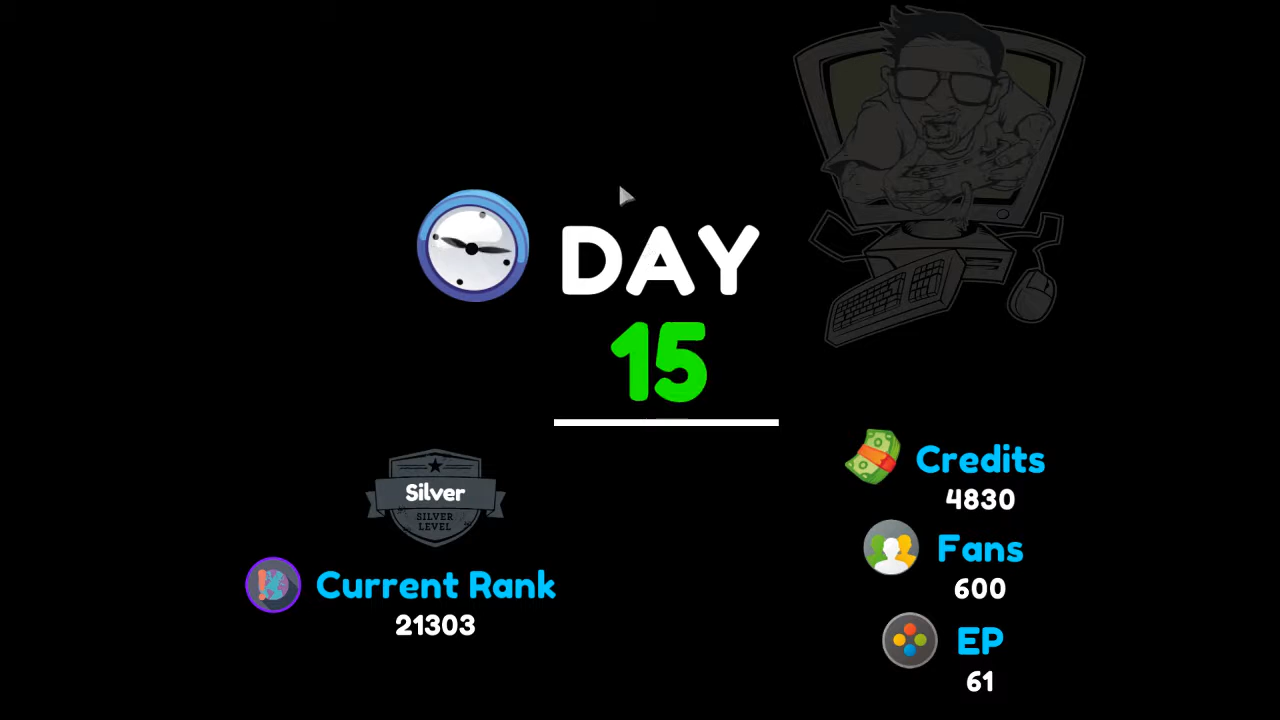 DAY
15
Silver
SILVER
LEVEL
Current Rank
21303
Credits
4830
Fans
600
EP
61